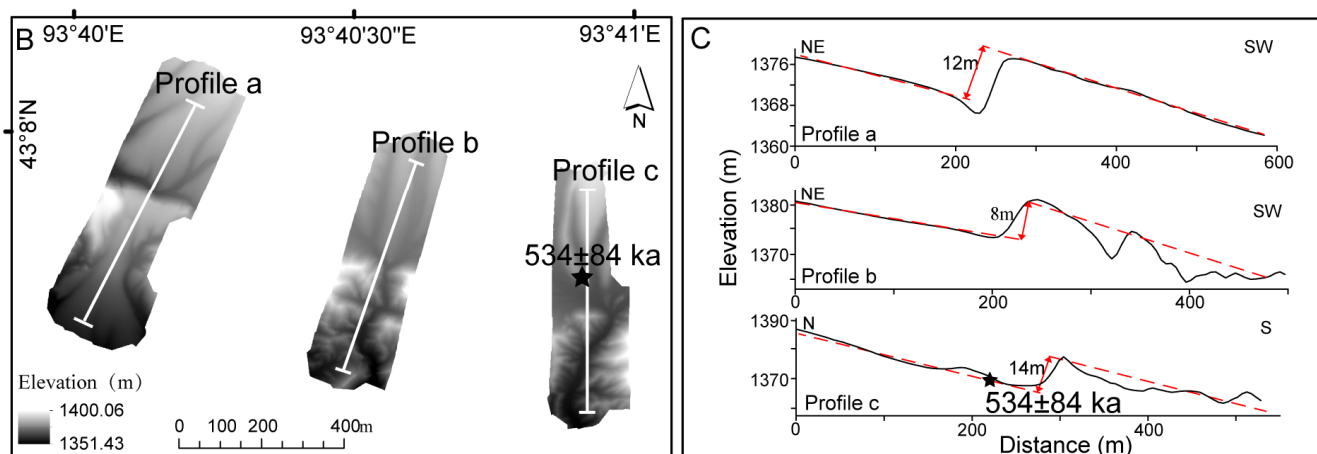 B
93°40'E
93°40'30"E
93°41'E
43°8'N
Profile a
Profile b
Profile c
534±84 ka
N
Elevation (m)
1400.06
1351.43
0 100 200 400m
C
Elevation (m)
NE
SW
12m
1376
1368
1360
Profile a
0 200 400 600
NE
SW
8m
1380
1370
Profile b
0 200 400
N
S
1390
14m
1370
534±84 ka
Profile c
0 200 400
Distance (m)